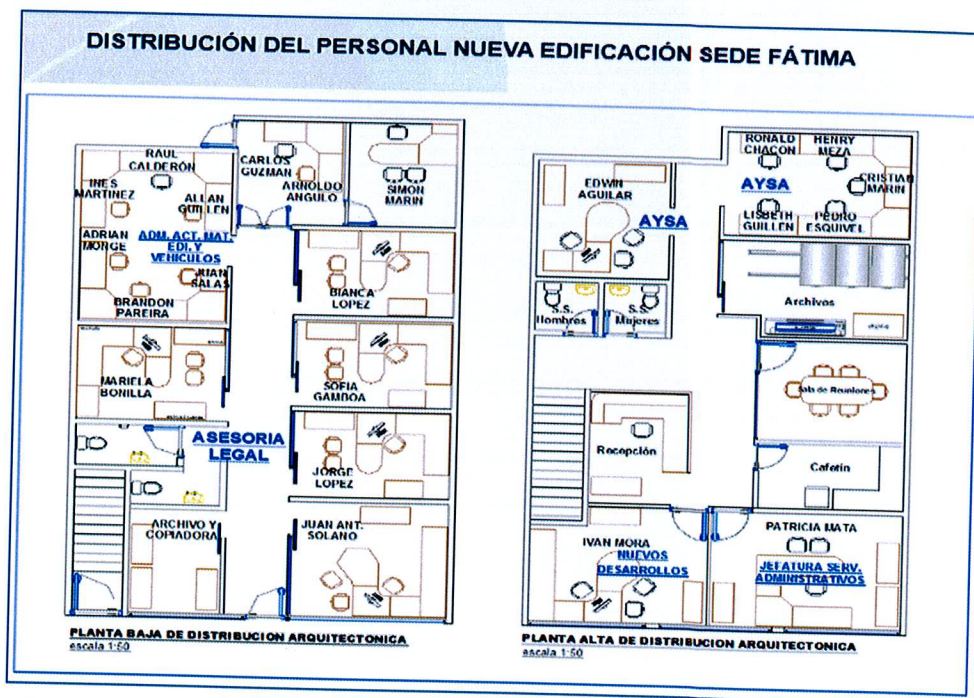 DISTRIBUCIÓN DEL PERSONAL NUEVA EDIFICACIÓN SEDE FÁTIMA
RAUL
CALDERÓN
INES
MARTINEZ
ALLAN
GUILLEN
ADRIAN
MONGE
ADM. ACT. MAT.
EDI. Y
VEHICULOS
JUAN
SALAS
BRANDON
PAREIRA
CARLOS
GUZMAN
ARNOLDO
ANGULO
SIMON
MARIN
BIANCA
LOPEZ
MARIELA
BONILLA
SOFIA
GAMBOA
ASESORIA
LEGAL
JORGE
LOPEZ
ARCHIVO Y
COPIADORA
JUAN ANT.
SOLANO
PLANTA BAJA DE DISTRIBUCION ARQUITECTONICA
escala 1:50
EDWIN
AGUILAR
AYSA
RONALD
CHACON
HENRY
MEZA
AYSA
CRISTIAN
MARIN
LISBETH
GUILLEN
PEDRO
ESQUIVEL
S.S.
Hombres
S.S.
Mujeres
Archivos
Sala de Reuniones
Recepción
Cafetín
IVAN MORA
NUEVOS
DESARROLLOS
PATRICIA MATA
JEFATURA SERV.
ADMINISTRATIVOS
PLANTA ALTA DE DISTRIBUCION ARQUITECTONICA
escala 1:50